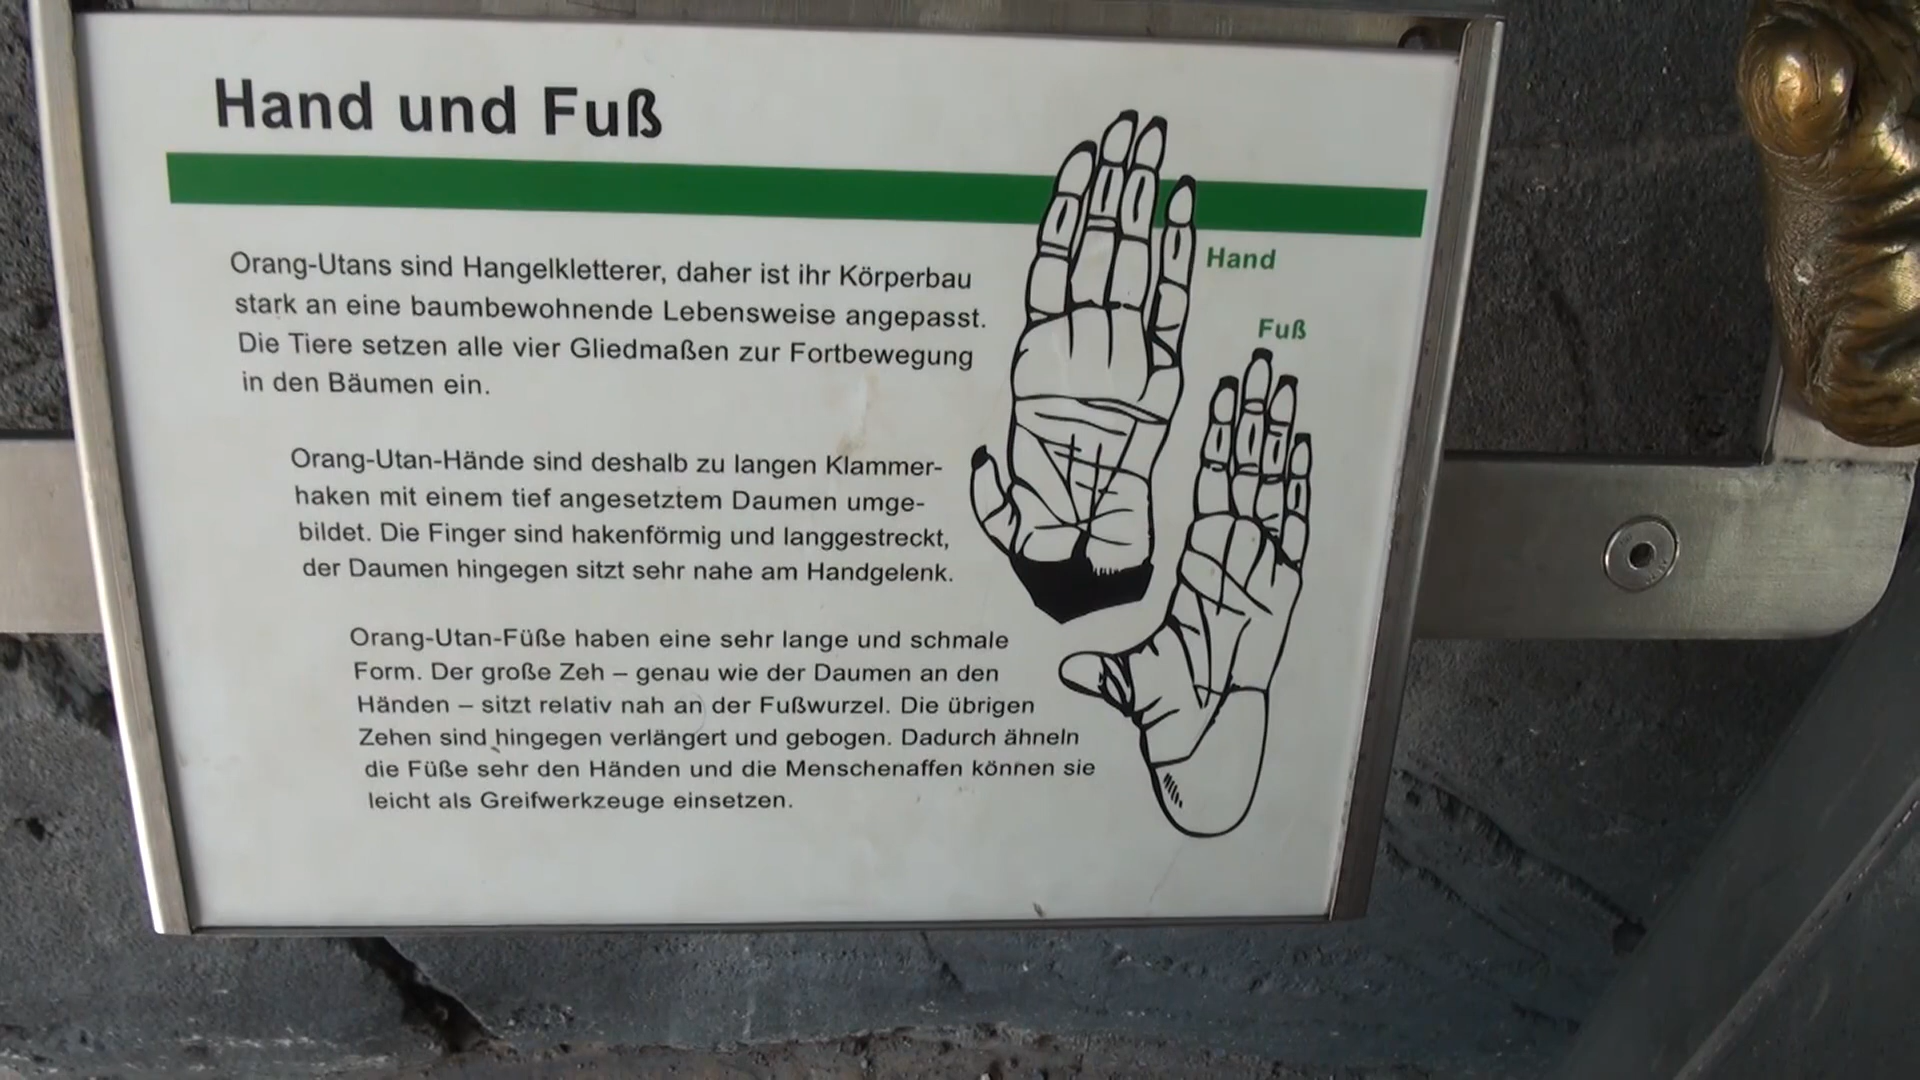 Hand und Fuß
Orang-Utans sind Hangelkletterer, daher ist ihr Körperbau
stark an eine baumbewohnende Lebensweise angepasst.
Die Tiere setzen alle vier Gliedmaßen zur Fortbewegung
in den Bäumen ein.
Orang-Utan-Hände sind deshalb zu langen Klammer-
haken mit einem tief angesetztem Daumen umge-
bildet. Die Finger sind hakenförmig und langgestreckt,
der Daumen hingegen sitzt sehr nahe am Handgelenk.
Orang-Utan-Füße haben eine sehr lange und schmale
Form. Der große Zeh – genau wie der Daumen an den
Händen – sitzt relativ nah an der Fußwurzel. Die übrigen
Zehen sind hingegen verlängert und gebogen. Dadurch ähneln
die Füße sehr den Händen und die Menschenaffen können sie
leicht als Greifwerkzeuge einsetzen.
Hand
Fuß